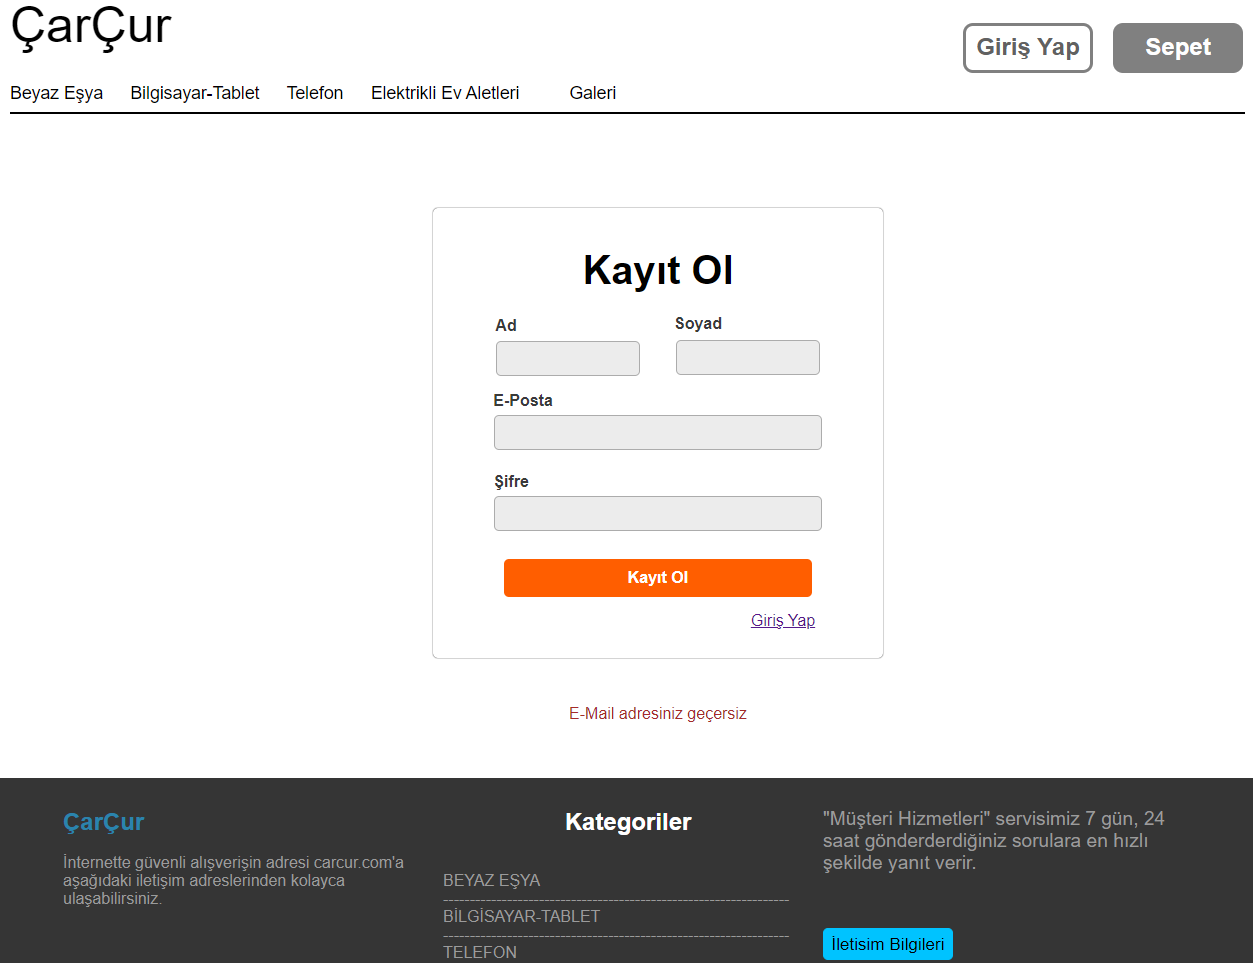 ÇarÇur
Giriş Yap
Sepet
Beyaz Eşya
Bilgisayar-Tablet
Telefon
Elektrikli Ev Aletleri
Galeri
Kayıt Ol
Ad
Soyad
E-Posta
Şifre
Kayıt Ol
Giriş Yap
E-Mail adresiniz geçersiz
ÇarÇur
İnternette güvenli alışverişin adresi carcur.com'a
aşağıdaki iletişim adreslerinden kolayca
ulaşabilirsiniz.
Kategoriler
BEYAZ EŞYA
BİLGİSAYAR-TABLET
TELEFON
"Müşteri Hizmetleri" servisimiz 7 gün, 24
saat gönderderdiğiniz sorulara en hızlı
şekilde yanıt verir.
İletisim Bilgileri